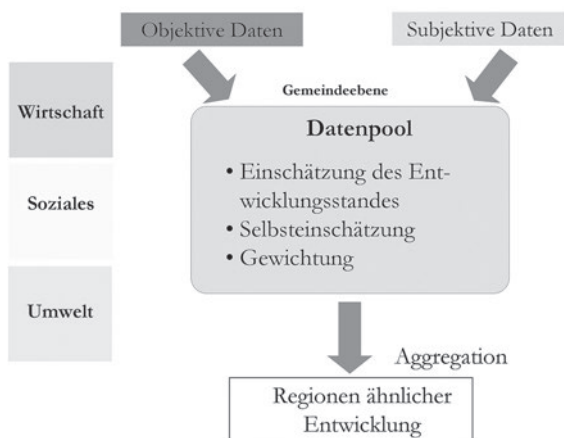 Objektive Daten
Subjektive Daten
Gemeindeebene
Wirtschaft
Soziales
Umwelt
Datenpool
• Einschätzung des Ent-
wicklungsstandes
• Selbsteinschätzung
• Gewichtung
Aggregation
Regionen ähnlicher
Entwicklung